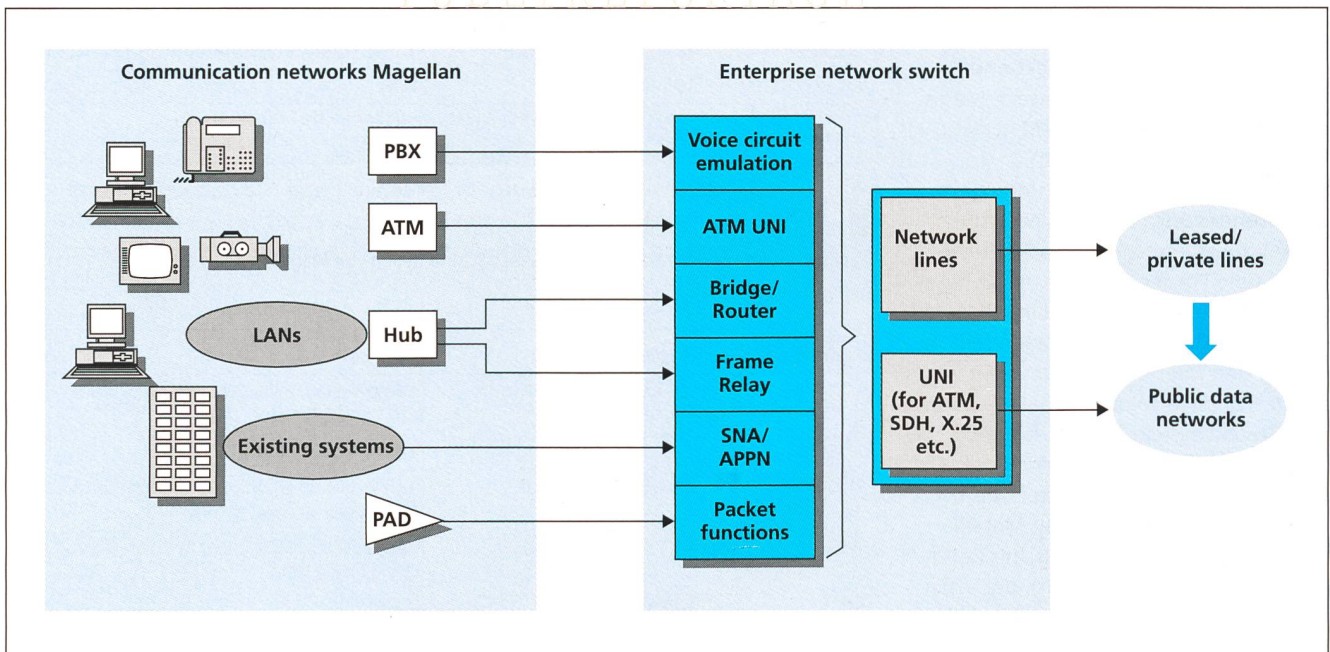 Communication networks Magellan
Enterprise network switch
PBX
ATM
LANs
Hub
Existing systems
PAD
Voice circuit
emulation
ATM UNI
Bridge/
Router
Frame
Relay
SNA/
APPN
Packet
functions
Network
lines
UNI
(for ATM,
SDH, X.25
etc.)
Leased/
private lines
Public data
networks